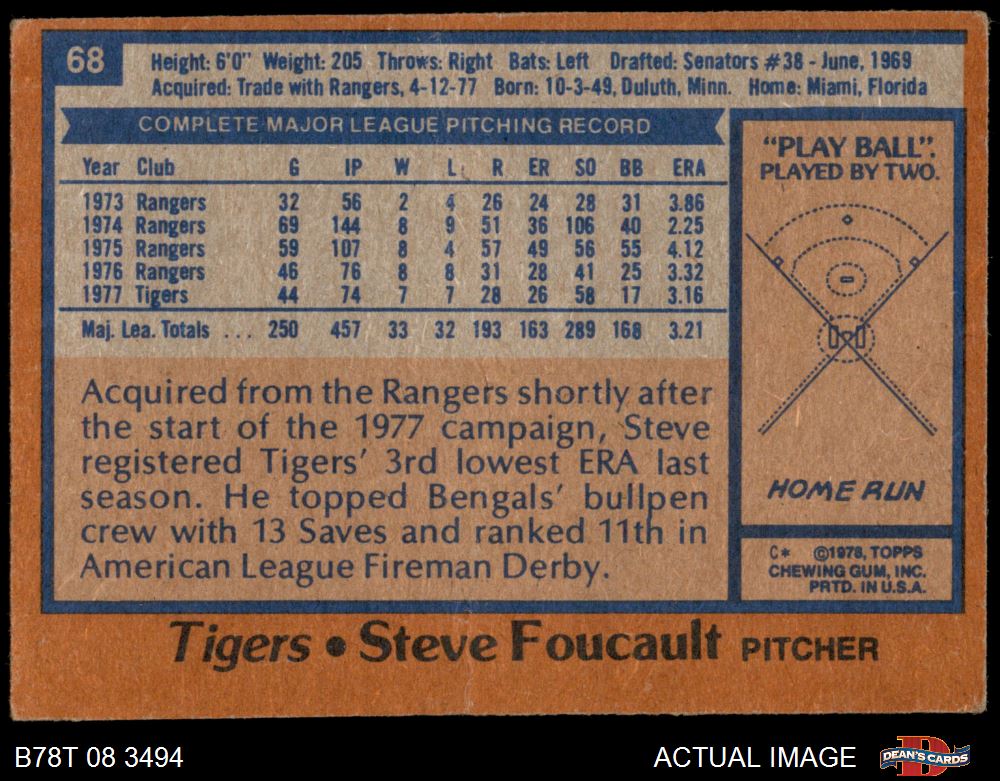 68
Height: 6'0" Weight: 205 Throws: Right Bats: Left Drafted: Senators #38 - June, 1969
Acquired: Trade with Rangers, 4-12-77 Born: 10-3-49, Duluth, Minn. Home: Miami, Florida
COMPLETE MAJOR LEAGUE PITCHING RECORD
Year Club G IP W L R ER SO BB ERA
1973 Rangers 32 56 2 4 26 24 28 31 3.86
1974 Rangers 69 144 8 9 51 36 106 40 2.25
1975 Rangers 59 107 8 4 57 49 56 55 4.12
1976 Rangers 46 76 8 8 31 28 41 25 3.32
1977 Tigers 44 74 7 7 28 26 58 17 3.16
Maj. Lea. Totals ... 250 457 33 32 193 163 289 168 3.21
Acquired from the Rangers shortly after
the start of the 1977 campaign, Steve
registered Tigers' 3rd lowest ERA last
season. He topped Bengals' bullpen
crew with 13 Saves and ranked 11th in
American League Fireman Derby.
"PLAY BALL".
PLAYED BY TWO.
HOME RUN
C* ©1978, TOPPS
CHEWING GUM, INC.
PRTD. IN U.S.A.
Tigers • Steve Foucault PITCHER
B78T 08 3494
ACTUAL IMAGE
D
DEAN'S CARDS